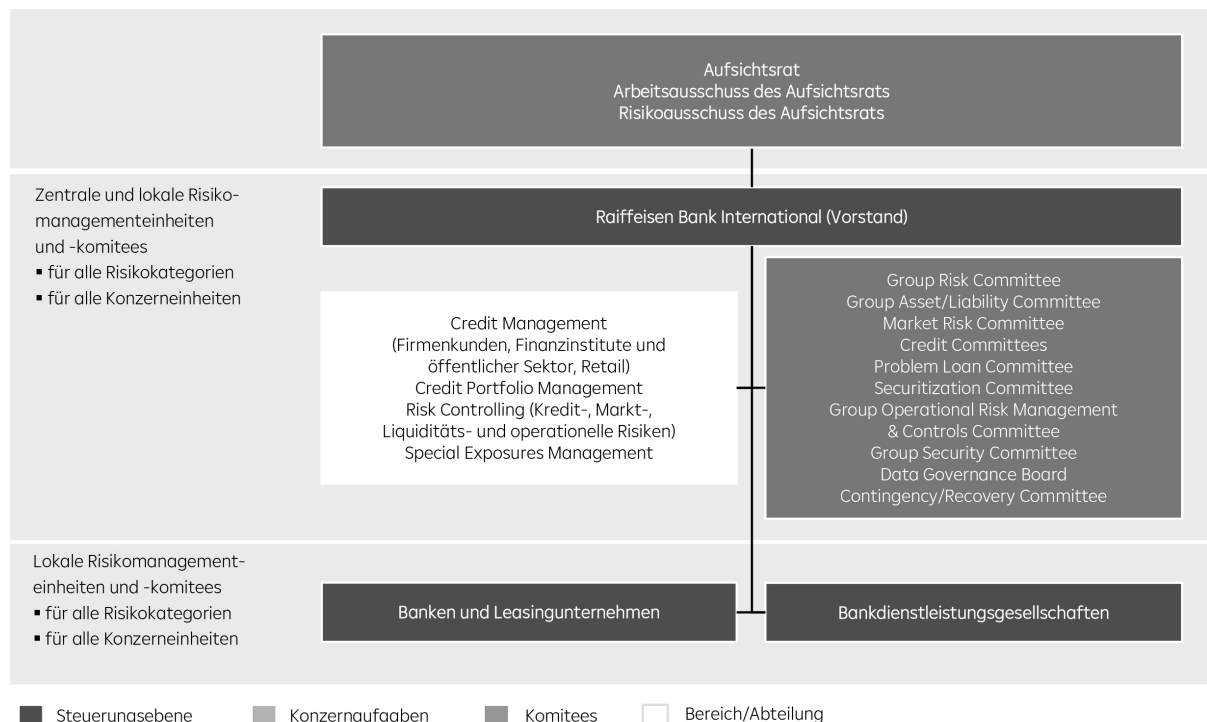 Aufsichtsrat
Arbeitsausschuss des Aufsichtsrats
Risikoausschuss des Aufsichtsrats
Zentrale und lokale Risiko-
managementeinheiten
und -komitees
▪ für alle Risikokategorien
▪ für alle Konzerneinheiten
Raiffeisen Bank International (Vorstand)
Credit Management
(Firmenkunden, Finanzinstitute und
öffentlicher Sektor, Retail)
Credit Portfolio Management
Risk Controlling (Kredit-, Markt-,
Liquiditäts- und operationelle Risiken)
Special Exposures Management
Group Risk Committee
Group Asset/Liability Committee
Market Risk Committee
Credit Committees
Problem Loan Committee
Securitization Committee
Group Operational Risk Management
& Controls Committee
Group Security Committee
Data Governance Board
Contingency/Recovery Committee
Lokale Risikomanagement-
einheiten und -komitees
▪ für alle Risikokategorien
▪ für alle Konzerneinheiten
Banken und Leasingunternehmen
Bankdienstleistungsgesellschaften
Steuerungsebene
Konzernaufgaben
Komitees
Bereich/Abteilung